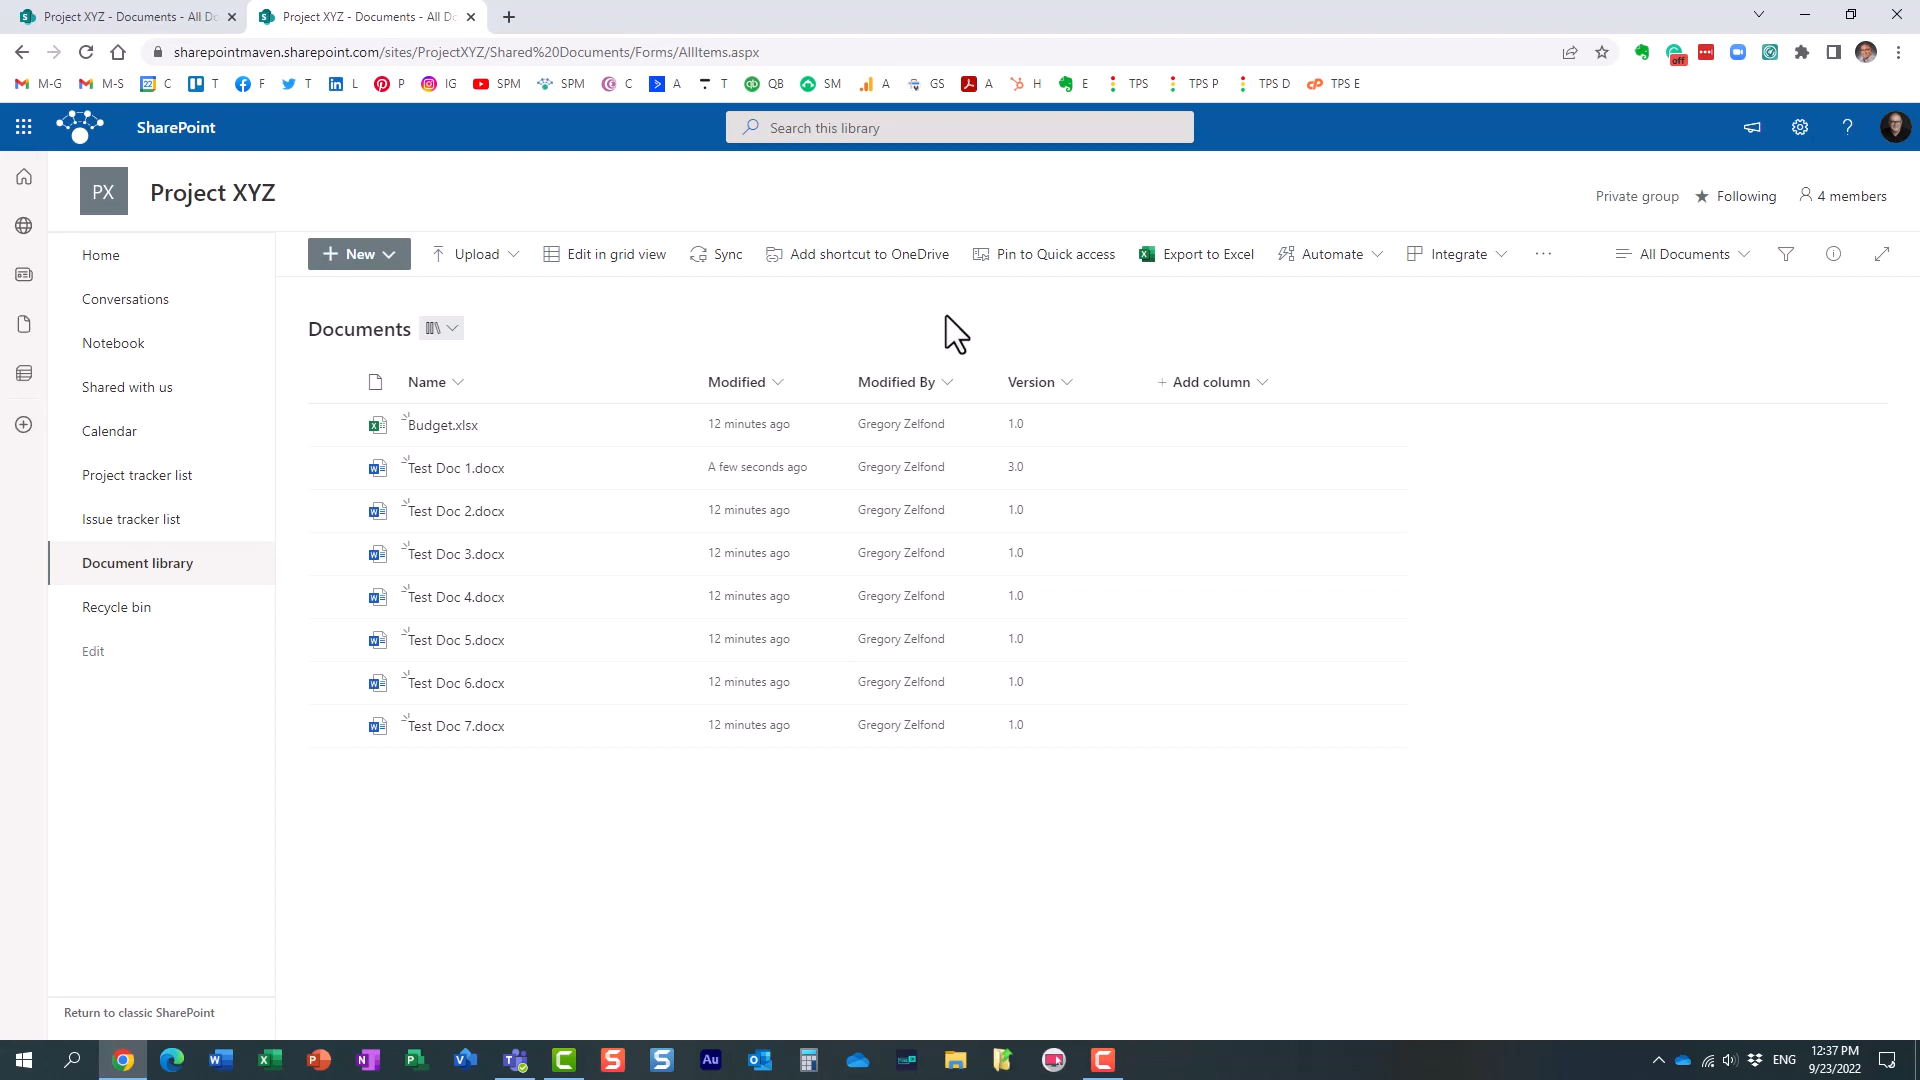 Project XYZ - Documents - All Do
Project XYZ - Documents - All Do
sharepointmaven.sharepoint.com/sites/ProjectXYZ/Shared%20Documents/Forms/AllItems.aspx
off
M-G M-S 22 C T F T L P IG SPM SPM C A T QB SM A GS A H E TPS TPS P TPS D TPS E
SharePoint
Search this library
PX
Project XYZ
Private group Following 4 members
Home
Conversations
Notebook
Shared with us
Calendar
Project tracker list
Issue tracker list
Document library
Recycle bin
Edit
Return to classic SharePoint
New Upload Edit in grid view Sync Add shortcut to OneDrive Pin to Quick access Export to Excel Automate Integrate ... All Documents
Documents
Name Modified Modified By Version + Add column
Budget.xlsx 12 minutes ago Gregory Zelfond 1.0
Test Doc 1.docx A few seconds ago Gregory Zelfond 3.0
Test Doc 2.docx 12 minutes ago Gregory Zelfond 1.0
Test Doc 3.docx 12 minutes ago Gregory Zelfond 1.0
Test Doc 4.docx 12 minutes ago Gregory Zelfond 1.0
Test Doc 5.docx 12 minutes ago Gregory Zelfond 1.0
Test Doc 6.docx 12 minutes ago Gregory Zelfond 1.0
Test Doc 7.docx 12 minutes ago Gregory Zelfond 1.0
ENG
12:37 PM
9/23/2022